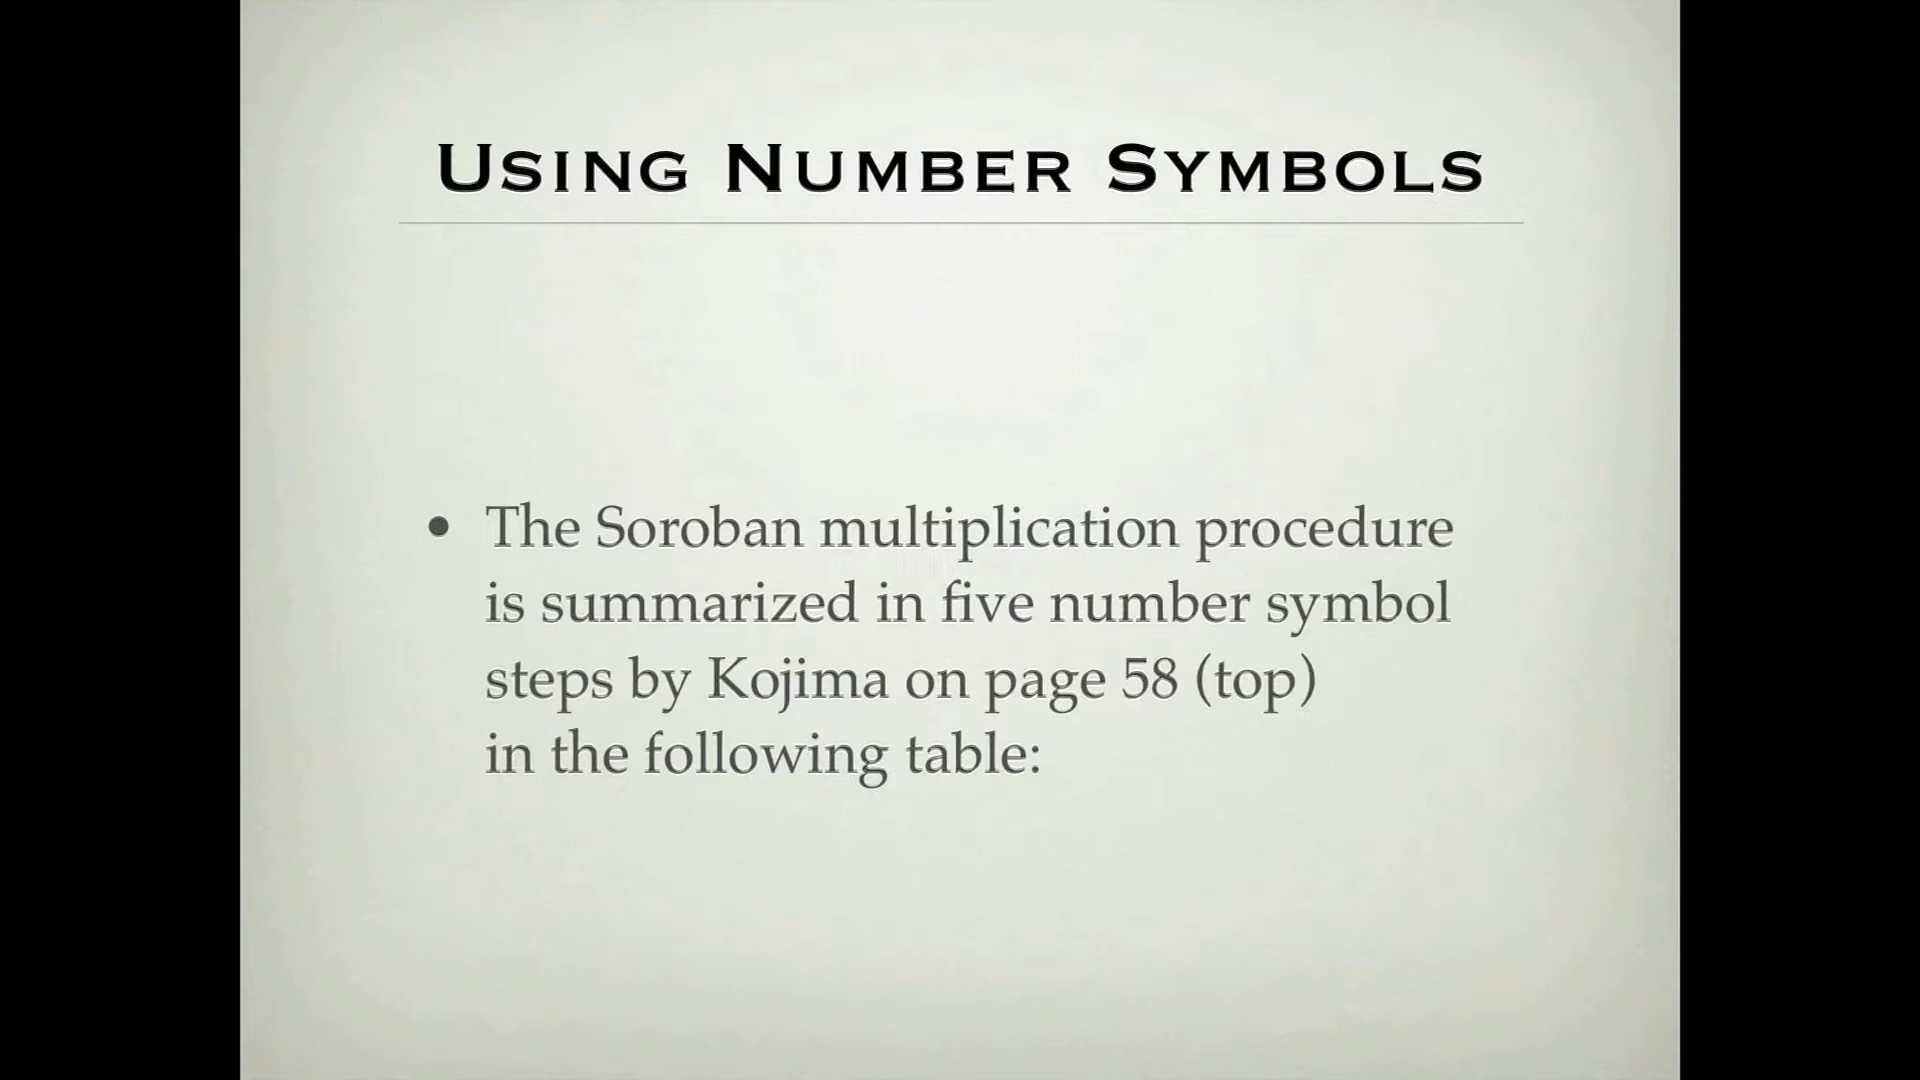 Using Number Symbols
• The Soroban multiplication procedure
is summarized in five number symbol
steps by Kojima on page 58 (top)
in the following table: